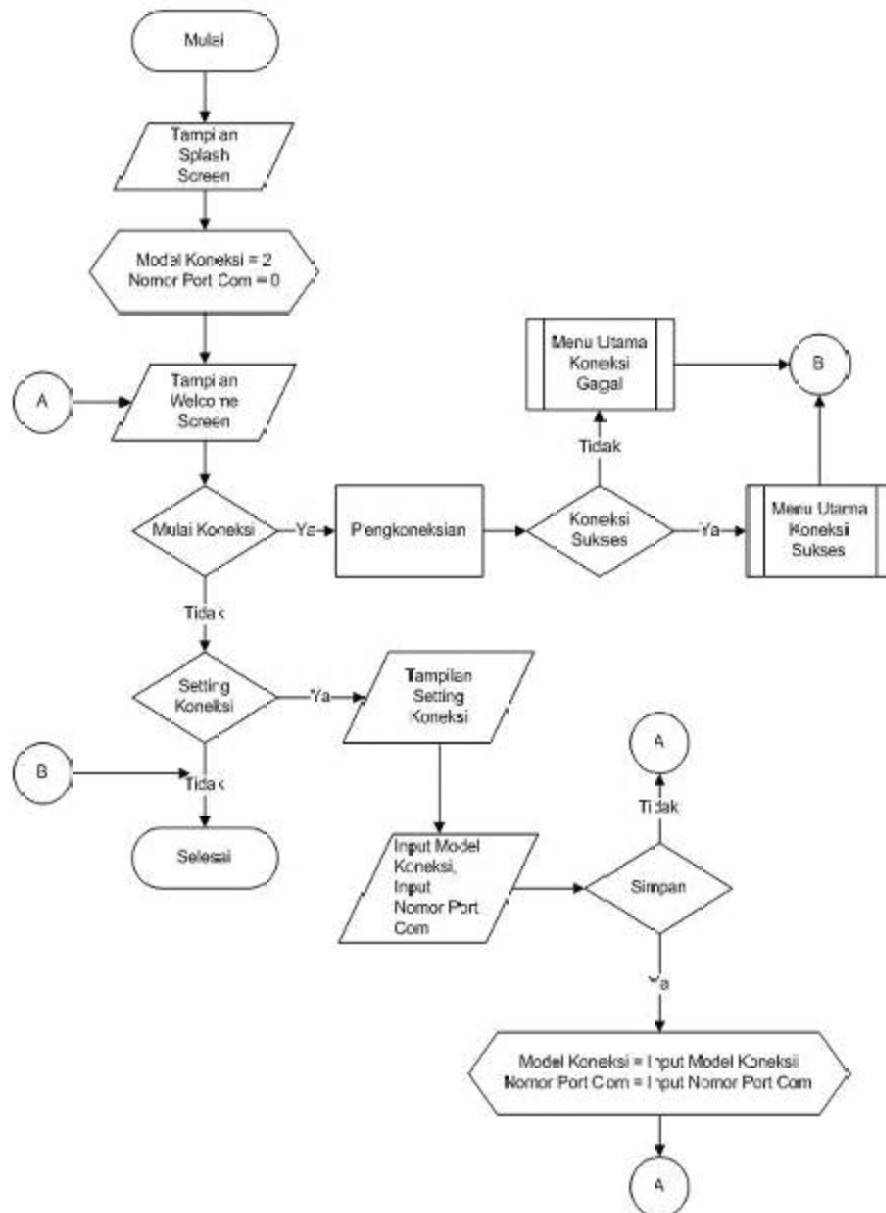 Mulai
Tampilan
Splash
Screen
Model Koneksi = 2
Nomor Port Com = 0
A
Tampilan
Welcome
Screen
Menu Utama
Koneksi
Gagal
B
Tidak
Mulai Koneksi
Ya
Pengkoneksian
Koneksi
Sukses
Ya
Menu Utama
Koneksi
Sukses
Tidak
Setting
Koneksi
Ya
Tampilan
Setting
Koneksi
A
B
Tidak
Tidak
Selesai
Input Model
Koneksi,
Input
Nomor Port
Com
Simpan
Ya
Model Koneksi = Input Model Koneksi
Nomor Port Com = Input Nomor Port Com
A